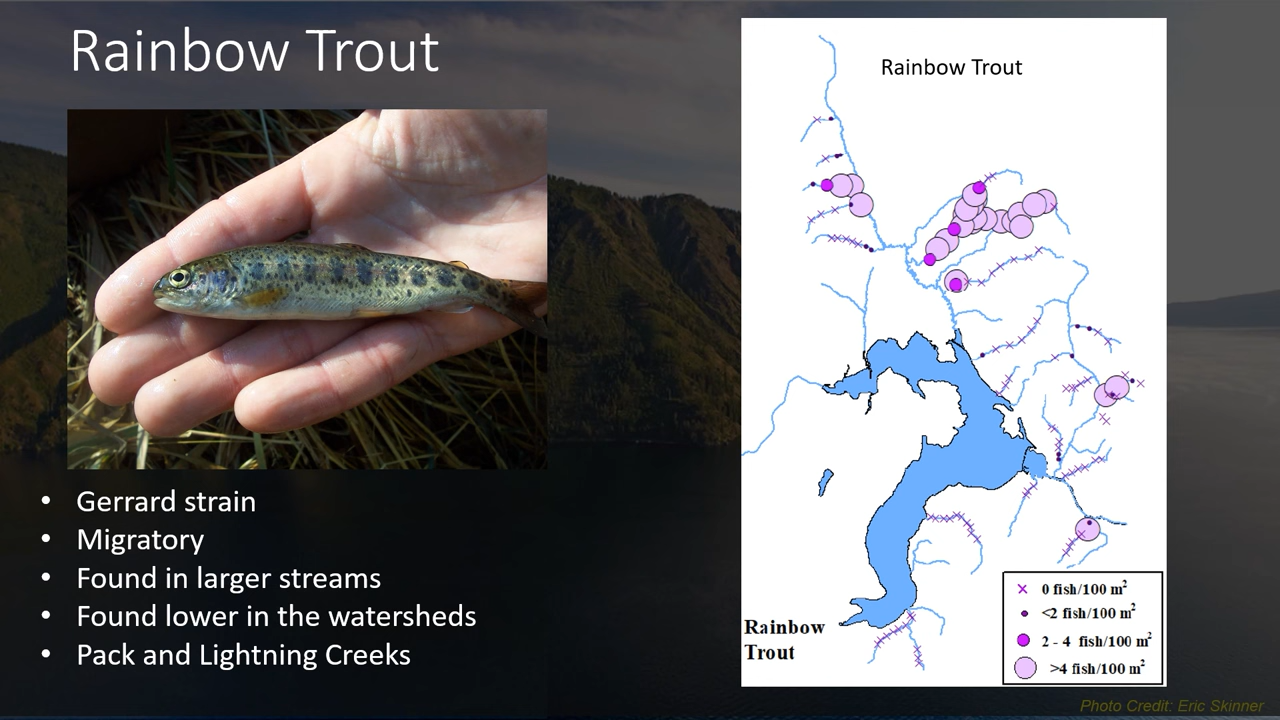 Rainbow Trout
• Gerrard strain
• Migratory
• Found in larger streams
• Found lower in the watersheds
• Pack and Lightning Creeks
Rainbow Trout
Rainbow
Trout
0 fish/100 m²
<2 fish/100 m²
2 - 4 fish/100 m²
>4 fish/100 m²
Photo Credit: Eric Skinner